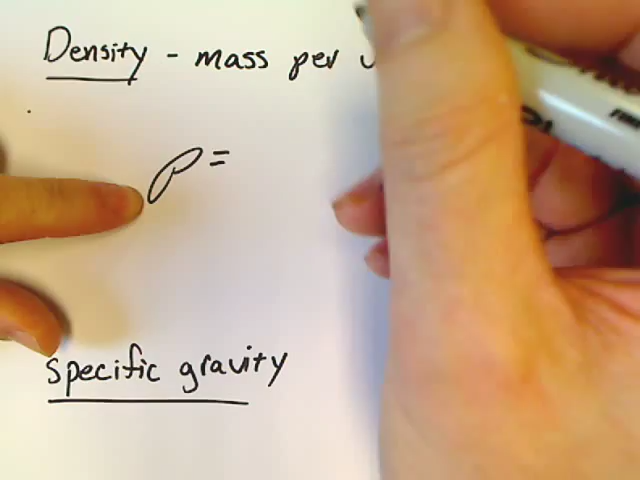 Density - mass per
ρ =
specific gravity